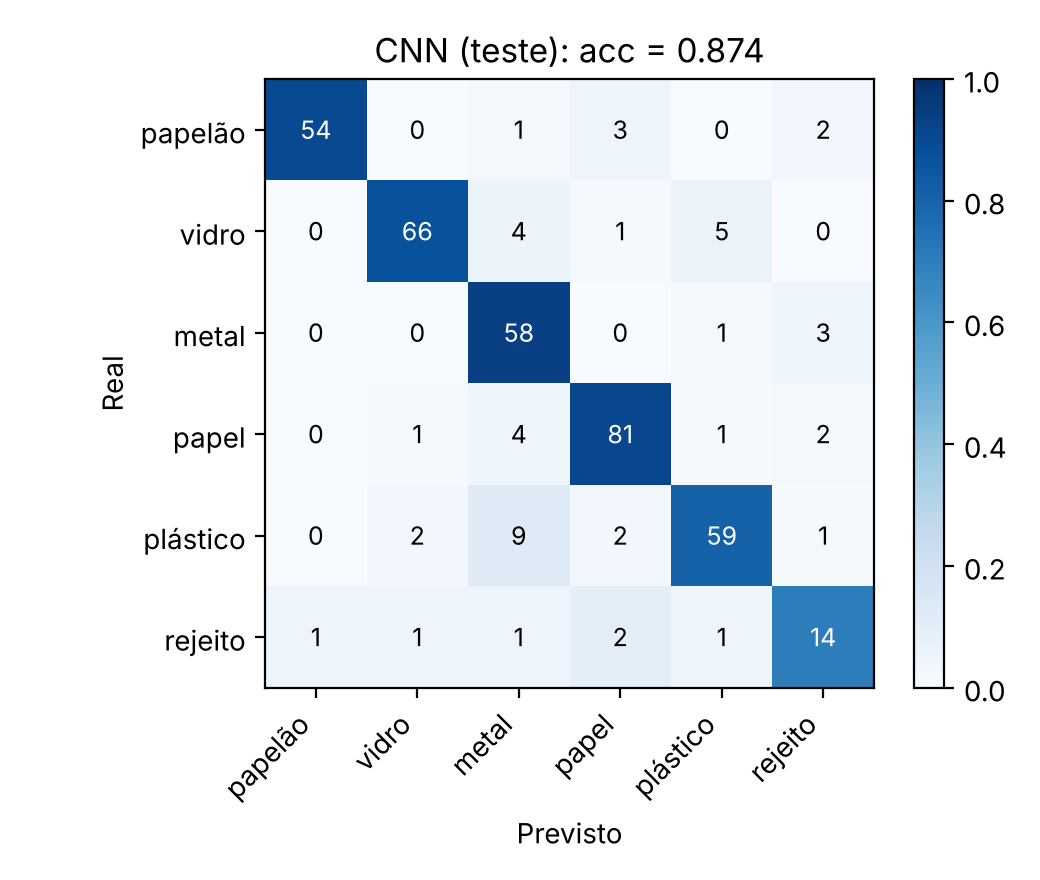 CNN (teste): acc = 0.874
papelão 54 0 1 3 0 2
vidro 0 66 4 1 5 0
metal 0 0 58 0 1 3
papel 0 1 4 81 1 2
plástico 0 2 9 2 59 1
rejeito 1 1 1 2 1 14
Real
papelão vidro metal papel plástico rejeito
Previsto
1.0
0.8
0.6
0.4
0.2
0.0